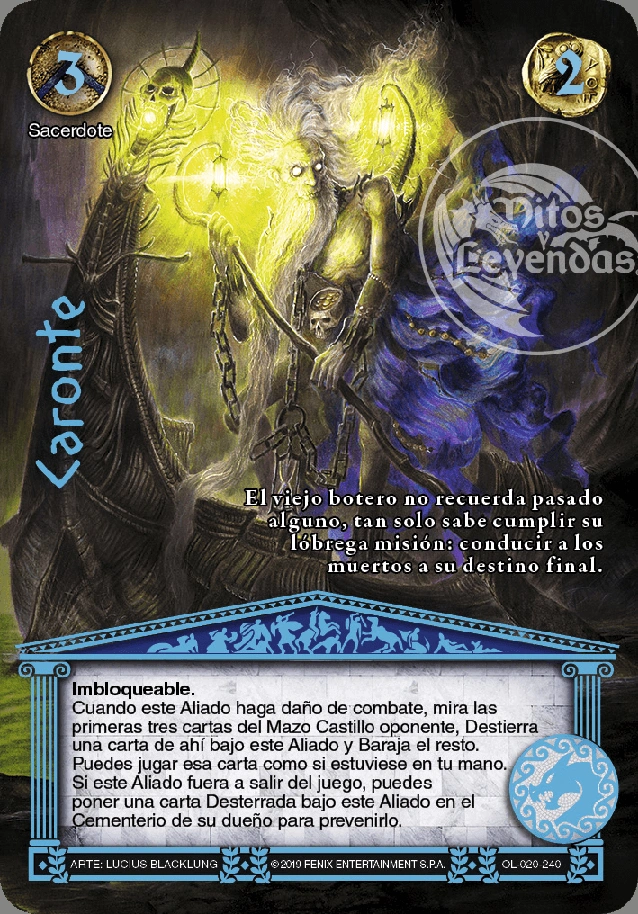 3
2
Sacerdote
Mitos
y
Leyendas
Caronte
El viejo botero no recuerda pasado
alguno, tan solo sabe cumplir su
lóbrega misión: conducir a los
muertos a su destino final.
Imbloqueable.
Cuando este Aliado haga daño de combate, mira las
primeras tres cartas del Mazo Castillo oponente, Destierra
una carta de ahí bajo este Aliado y Baraja el resto.
Puedes jugar esa carta como si estuviese en tu mano.
Si este Aliado fuera a salir del juego, puedes
poner una carta Desterrada bajo este Aliado en el
Cementerio de su dueño para prevenirlo.
ARTE: LUCIUS BLACKLUNG
© 2019 FENIX ENTERTAINMENT S.P.A.
OL 020-240